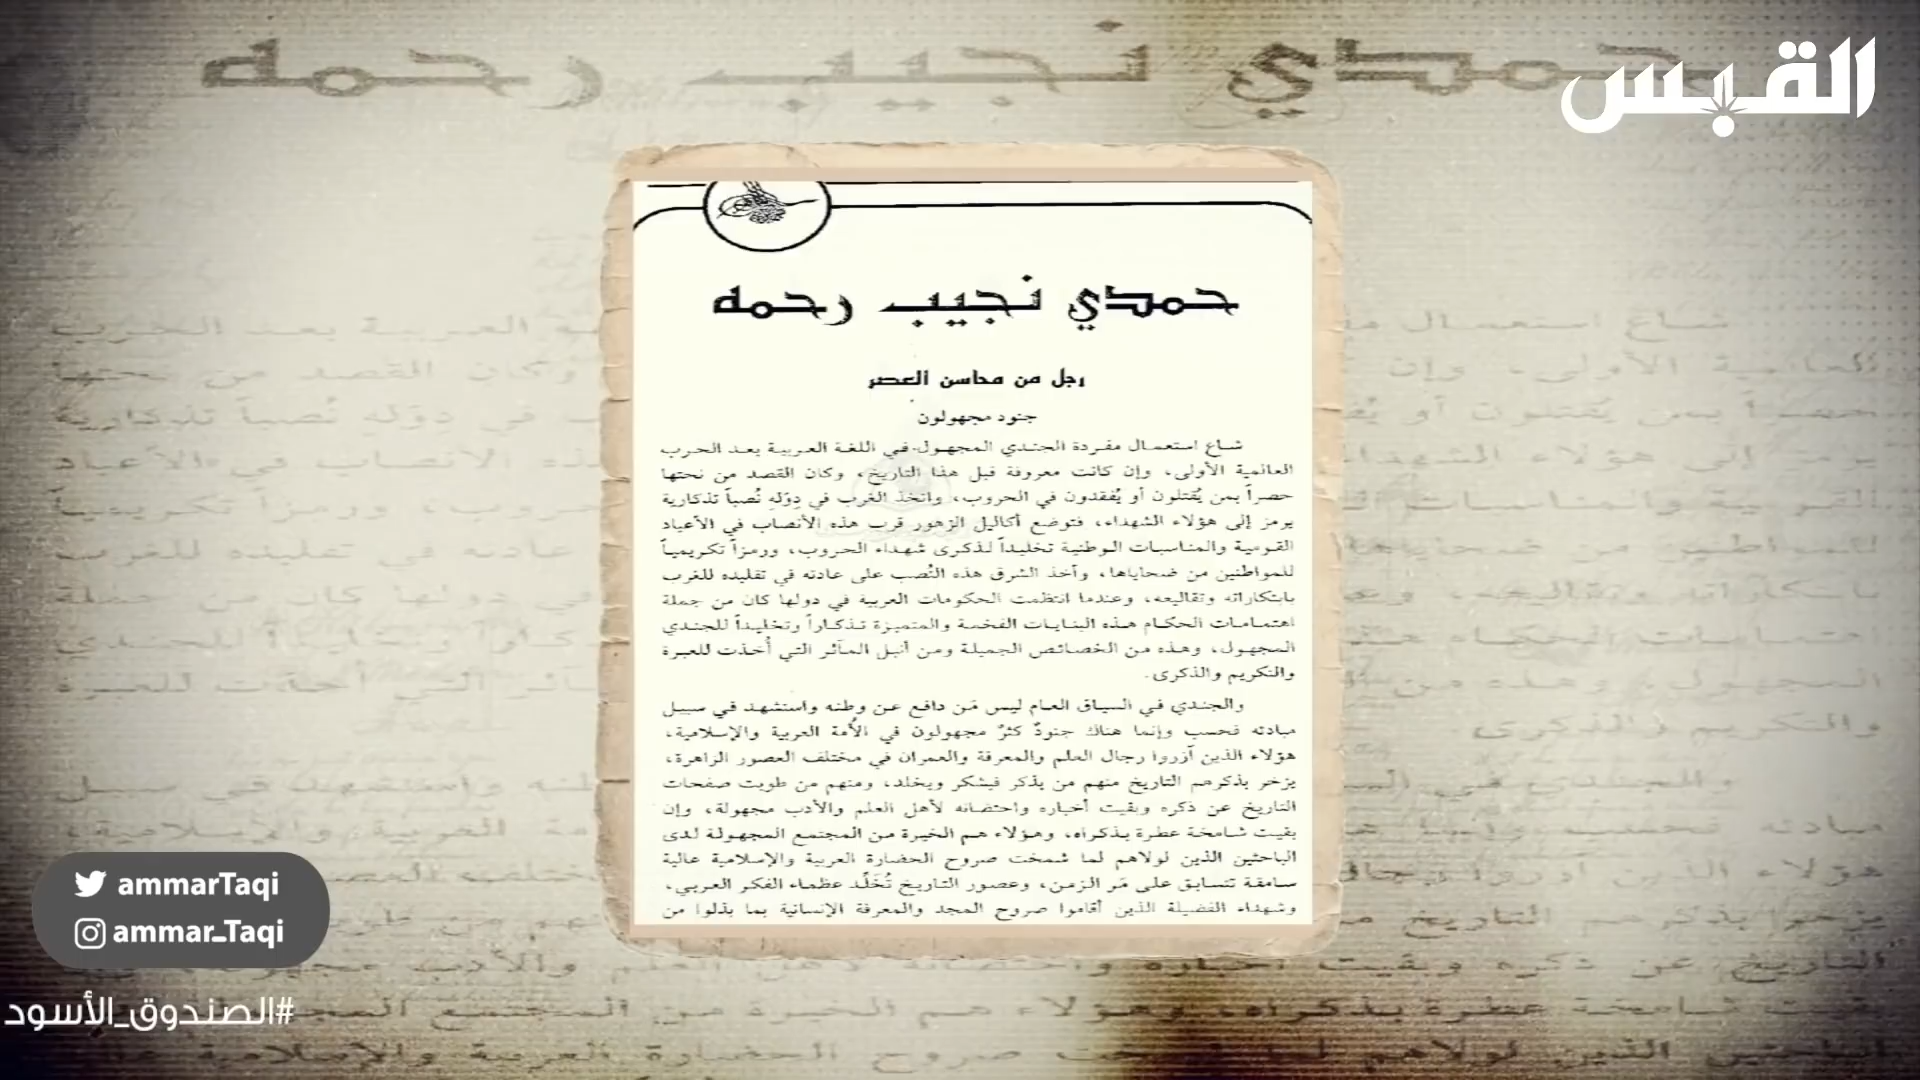 القبس
حمدي نجيب رحمه
رجل من محاسن العصر
جنود مجهولون
شاع استعمال مفردة الجندي المجهول في اللغة العربية بعد الحرب
العالمية الأولى، وإن كانت معروفة قبل هذا التاريخ، وكان القصد من نحتها
حصراً بمن يُقتلون أو يُفقدون في الحروب، واتخذ الغرب في دوَلهِ نُصباً تذكارية
يرمز إلى هؤلاء الشهداء، فتوضع أكاليل الزهور قرب هذه الأنصاب في الأعياد
القومية والمناسبات الوطنية تخليداً لذكرى شهداء الحروب، ورمزاً تكريمياً
للمواطنين من ضحاياها، وأخذ الشرق هذه النُصب على عادته في تقليده للغرب
بابتكاراته وتقاليعه، وعندما انتظمت الحكومات العربية في دولها كان من جملة
اهتمامات الحكام هذه البنايات الفخمة والمتميزة تذكاراً وتخليداً للجندي
المجهول، وهذه من الخصائص الجميلة ومن أنبل المآثر التي أُخذت للعبرة
والتكريم والذكرى.
والجندي في السياق العام ليس مَن دافع عن وطنه واستشهد في سبيل
مبادئه فحسب وإنما هناك جنودٌ كثرٌ مجهولون في الأُمة العربية والإسلامية،
هؤلاء الذين آزروا رجال العلم والمعرفة والعمران في مختلف العصور الزاهرة،
يزخر بذكرهم التاريخ منهم من يذكر فيشكر ويخلد، ومنهم من طويت صفحات
التاريخ عن ذكره وبقيت أخباره واحتضانه لأهل العلم والأدب مجهولة، وإن
بقيت شامخة عطرة بذكراه، وهؤلاء هم الخيرة من المجتمع المجهولة لدى
الباحثين الذين لولاهم لما شمخت صروح الحضارة العربية والإسلامية عالية
سامقة تتسابق على مَر الزمن، وعصور التاريخ تُخَلِّد عظماء الفكر العربي،
وشهداء الفضيلة الذين أقاموا صروح المجد والمعرفة الإنسانية بما بذلوا من
ammarTaqi
ammar_Taqi
#الصندوق_الأسود